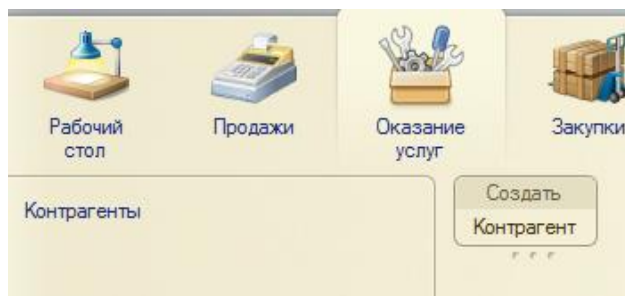 Рабочий
стол
Продажи
Оказание
услуг
Закупки
Контрагенты
Создать
Контрагент